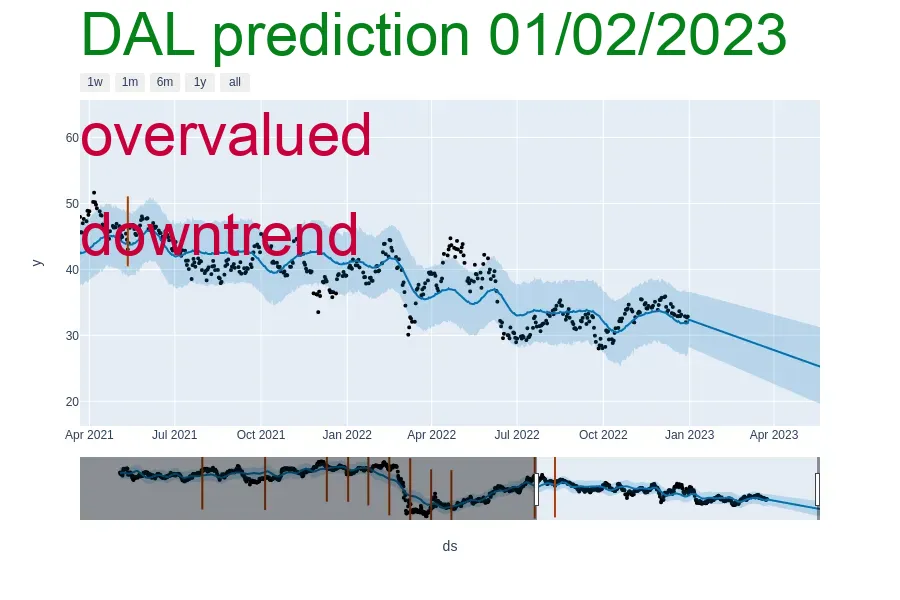 DAL prediction 01/02/2023
1w 1m 6m 1y all
overvalued
downtrend
60
50
40
30
20
y
Apr 2021 Jul 2021 Oct 2021 Jan 2022 Apr 2022 Jul 2022 Oct 2022 Jan 2023 Apr 2023
ds